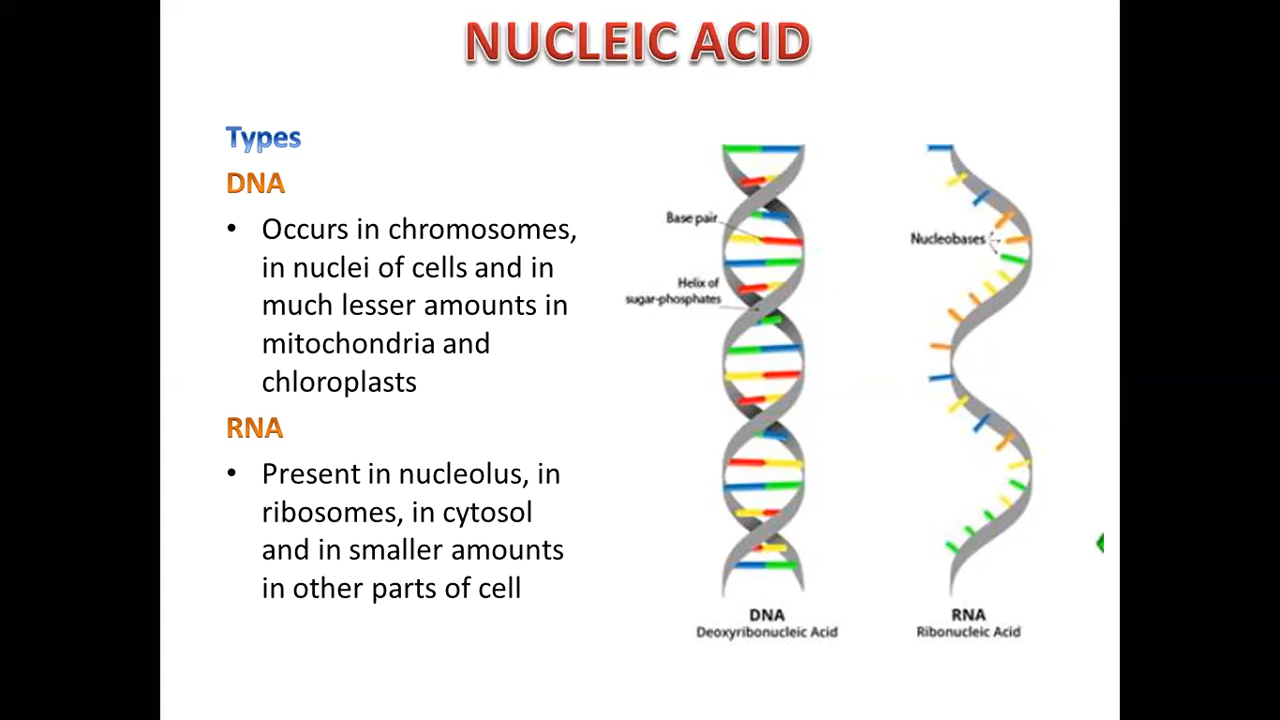 NUCLEIC ACID
Types
DNA
• Occurs in chromosomes,
in nuclei of cells and in
much lesser amounts in
mitochondria and
chloroplasts
RNA
• Present in nucleolus, in
ribosomes, in cytosol
and in smaller amounts
in other parts of cell
Base pair
Helix of
sugar-phosphates
DNA
Deoxyribonucleic Acid
Nucleobases
RNA
Ribonucleic Acid